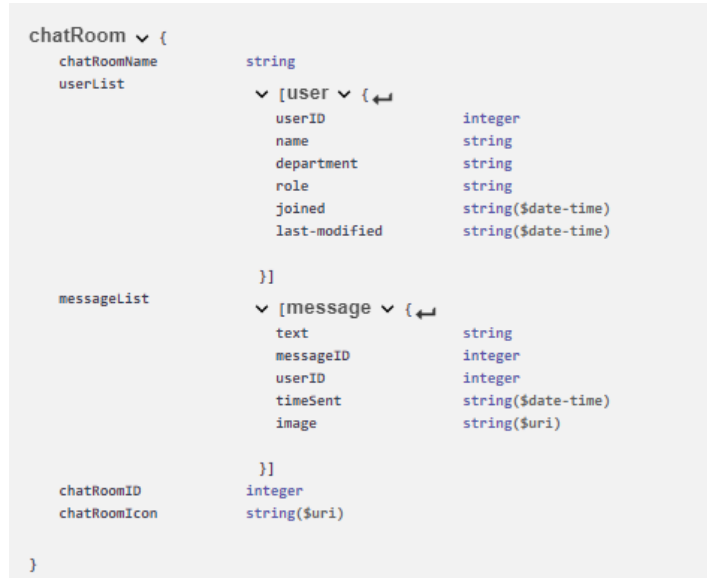 chatRoom {
chatRoomName string
userList
[user {
userID integer
name string
department string
role string
joined string($date-time)
last-modified string($date-time)
}]
messageList
[message {
text string
messageID integer
userID integer
timeSent string($date-time)
image string($uri)
}]
chatRoomID integer
chatRoomIcon string($uri)
}